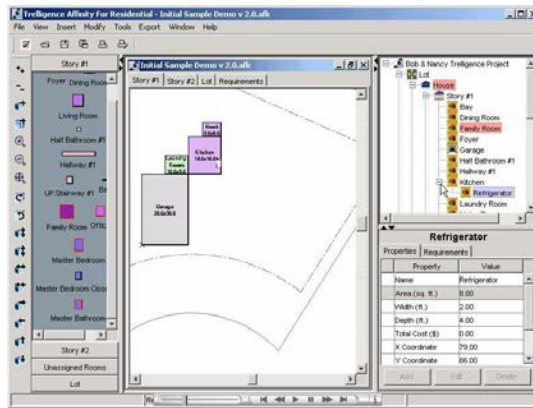 Trelligence Affinity For Residential - Initial Sample Demo v 2.0.afk
File View Insert Modify Tools Export Window Help
Story #1
Foyer Dining Room
Living Room
Half Bathroom #1
Hallway #1
UP Stairway #1
Family Room
Master Bedroom
Master Bedroom Close
Master Bathroom
Story #2
Unassigned Rooms
Lot
Initial Sample Demo v 2.0.afk
Story #1 Story #2 Lot Requirements
Kitchen
Laundry
Room
Garage
Bob & Nancy Trelligence Project
Lot
House
Story #1
Bay
Dining Room
Family Room
Foyer
Garage
Half Bathroom #1
Hallway #1
Kitchen
Refrigerator
Laundry Room
Refrigerator
Properties Requirements
Property Value
Name Refrigerator
Area (sq. ft.) 8.00
Width (ft.) 2.00
Depth (ft.) 4.00
Total Cost ($) 0.00
X Coordinate 79.00
Y Coordinate 86.00
Add Edit Delete